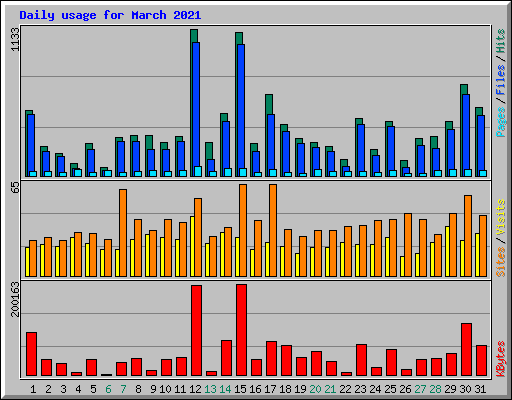 Daily usage for March 2021
1133
Pages / Files / Hits
65
Sites / Visits
200163
KBytes
1 2 3 4 5 6 7 8 9 10 11 12 13 14 15 16 17 18 19 20 21 22 23 24 25 26 27 28 29 30 31